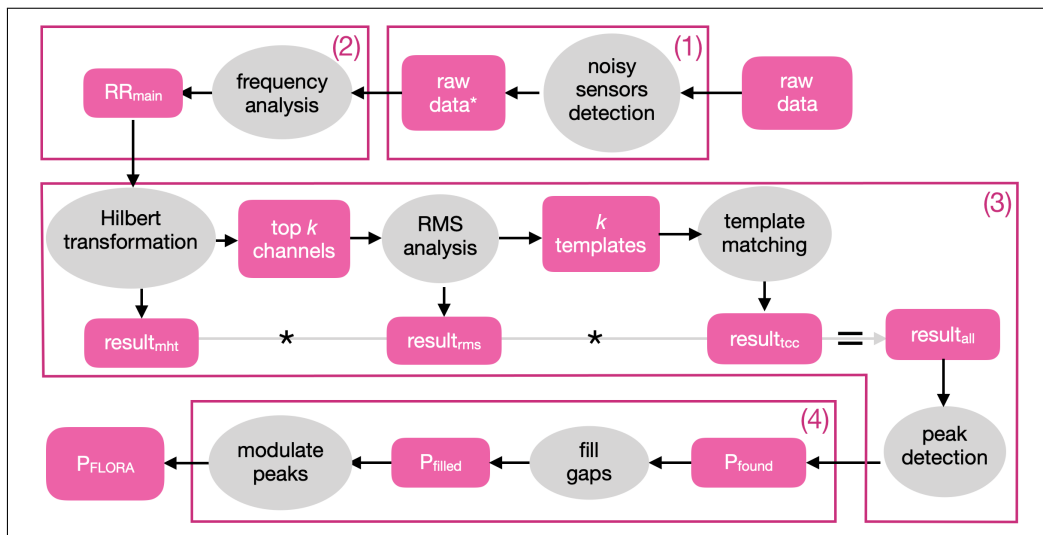 (2)
(1)
RRmain
frequency
analysis
raw
data*
noisy
sensors
detection
raw
data
(3)
Hilbert
transformation
top k
channels
RMS
analysis
k
templates
template
matching
resultmht
*
resultrms
*
resulttcc
=
resultall
(4)
PFLORA
modulate
peaks
Pfilled
fill
gaps
Pfound
peak
detection